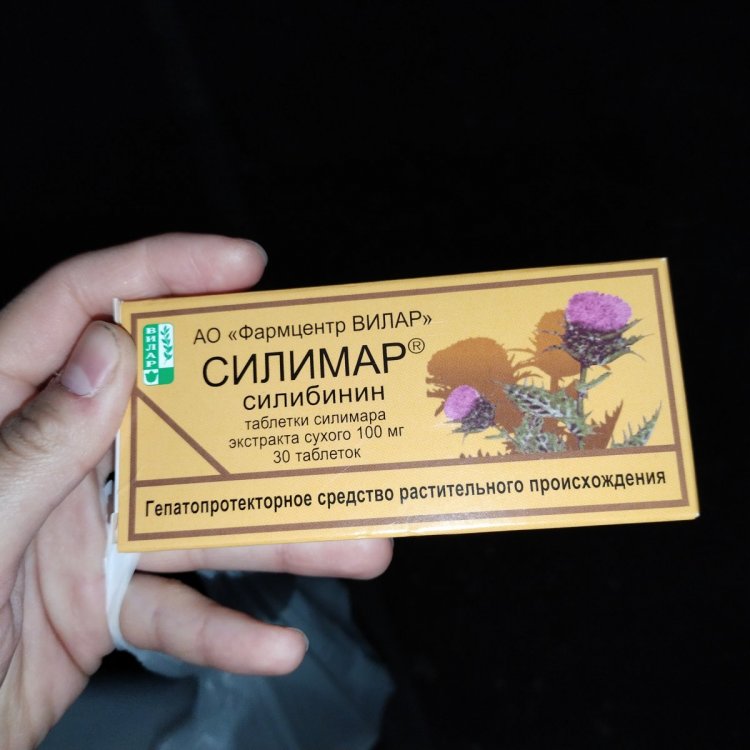 ВИЛАР
АО «Фармцентр ВИЛАР»
СИЛИМАР®
силибинин
таблетки силимара
экстракта сухого 100 мг
30 таблеток
Гепатопротекторное средство растительного происхождения